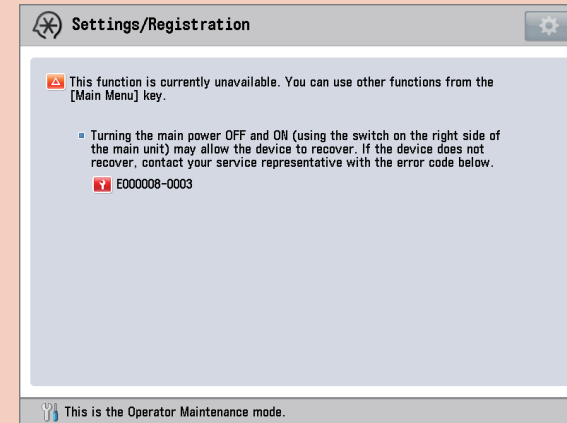 Settings/Registration
This function is currently unavailable. You can use other functions from the
[Main Menu] key.
Turning the main power OFF and ON (using the switch on the right side of
the main unit) may allow the device to recover. If the device does not
recover, contact your service representative with the error code below.
E000008-0003
This is the Operator Maintenance mode.